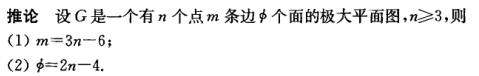 推论　设G是一个有n个点m条边ϕ个面的极大平面图,n⩾3,则
(1) m=3n−6;
(2) ϕ=2n−4.